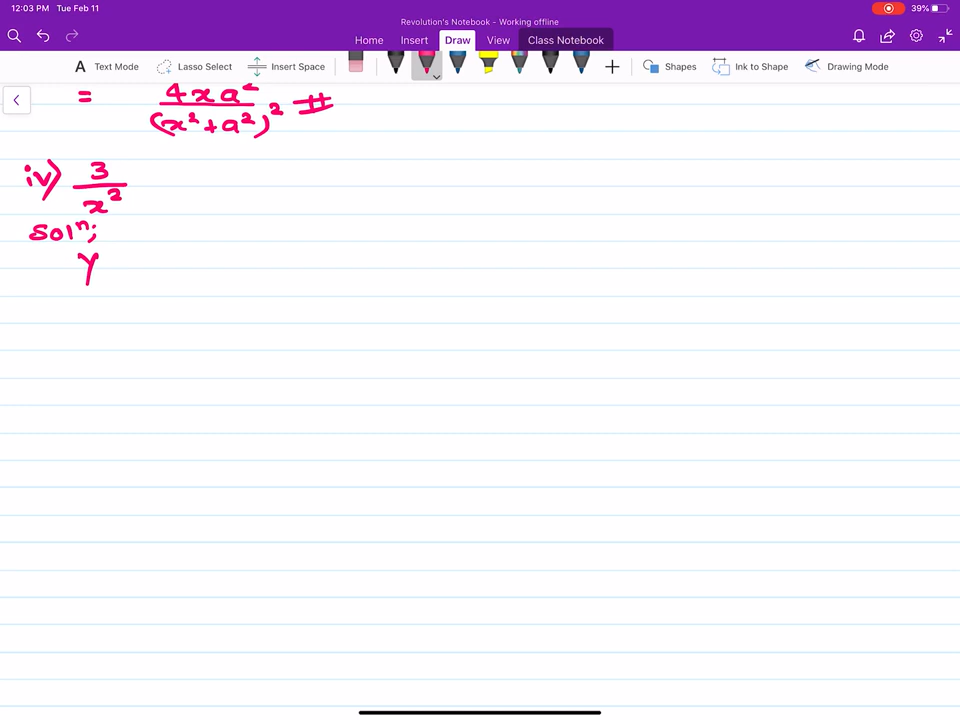 12:03 PM Tue Feb 11
39%
Revolution's Notebook - Working offline
Home Insert Draw View Class Notebook
A Text Mode Lasso Select Insert Space Shapes Ink to Shape Drawing Mode
= 4xa²/(x²+a²)² #
iv) 3/x²
solⁿ;
y